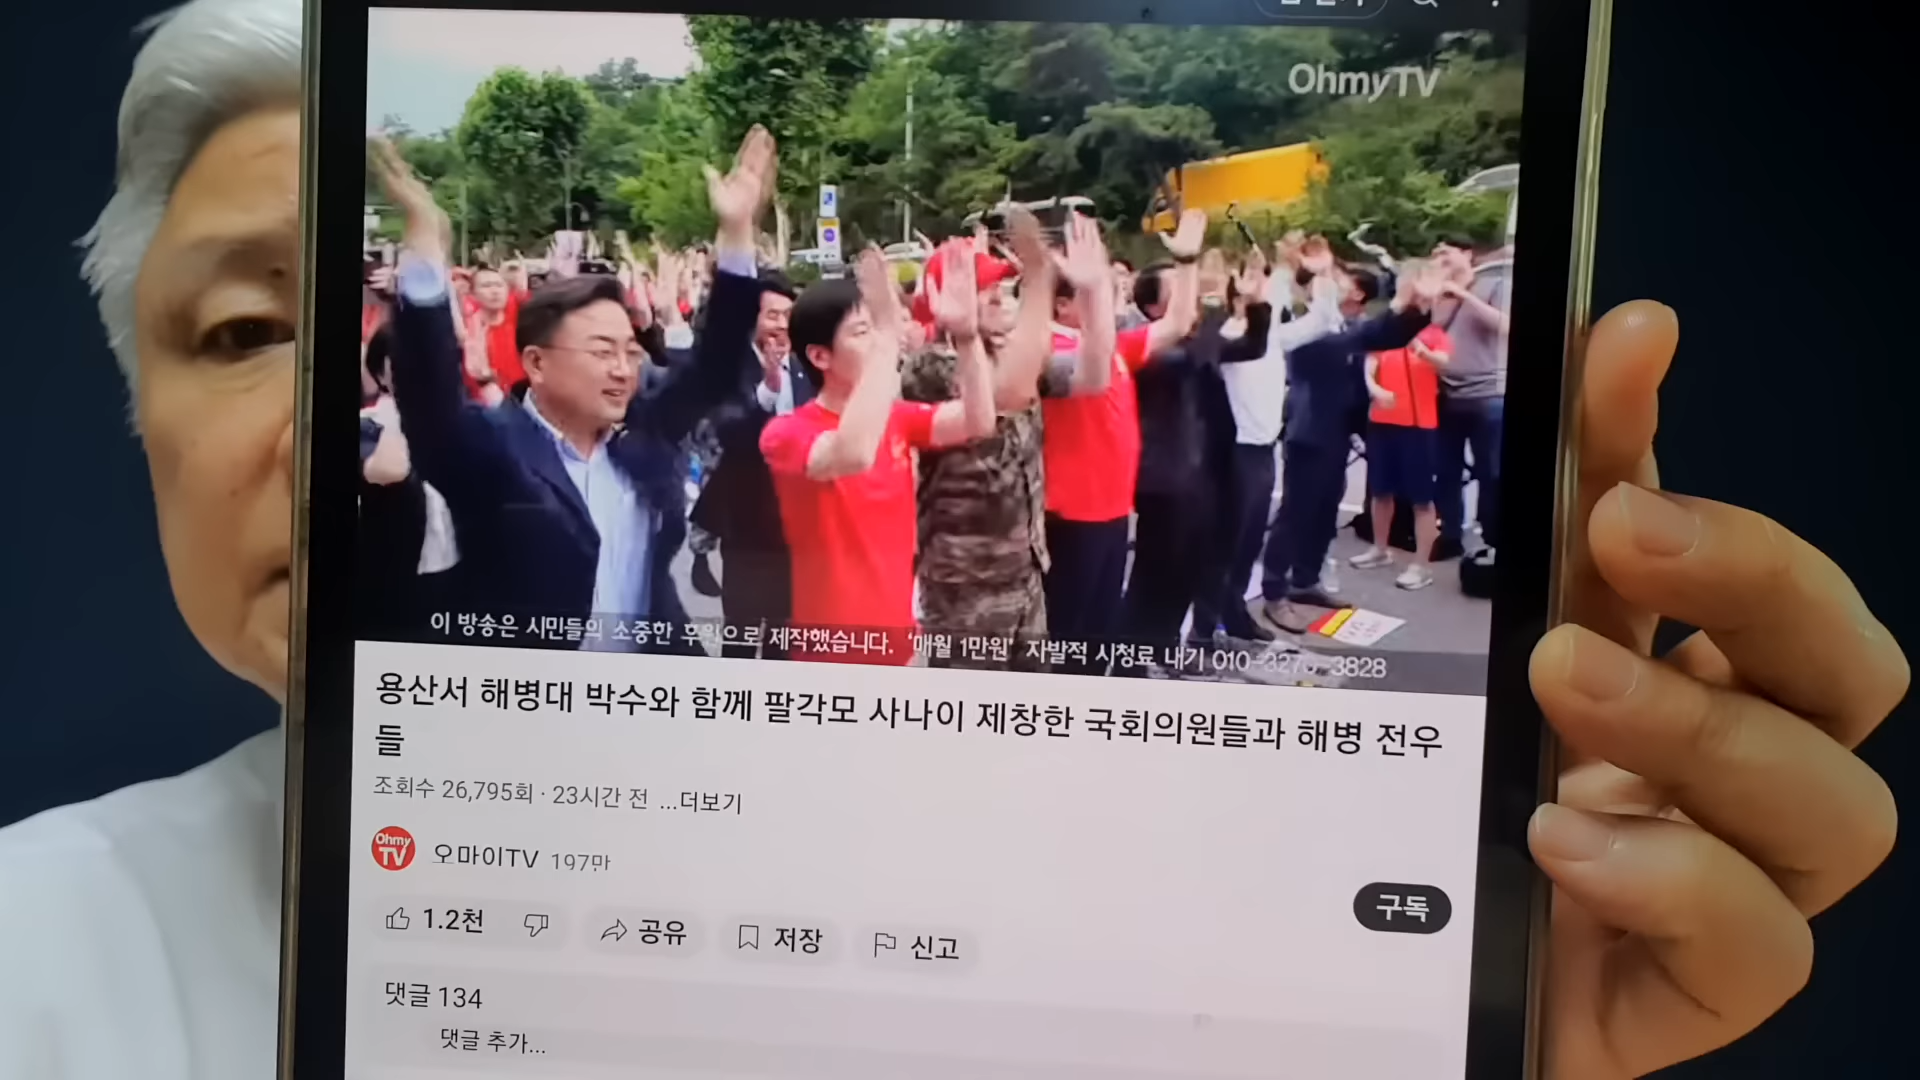 OhmyTV
이 방송은 시민들의 소중한 후원으로 제작했습니다. '매월 1만원' 자발적 시청료 내기 010-3270-3828
용산서 해병대 박수와 함께 팔각모 사나이 제창한 국회의원들과 해병 전우
들
조회수 26,795회 · 23시간 전 ...더보기
Ohmy
TV
오마이TV 197만
구독
1.2천
공유
저장
신고
댓글 134
댓글 추가...